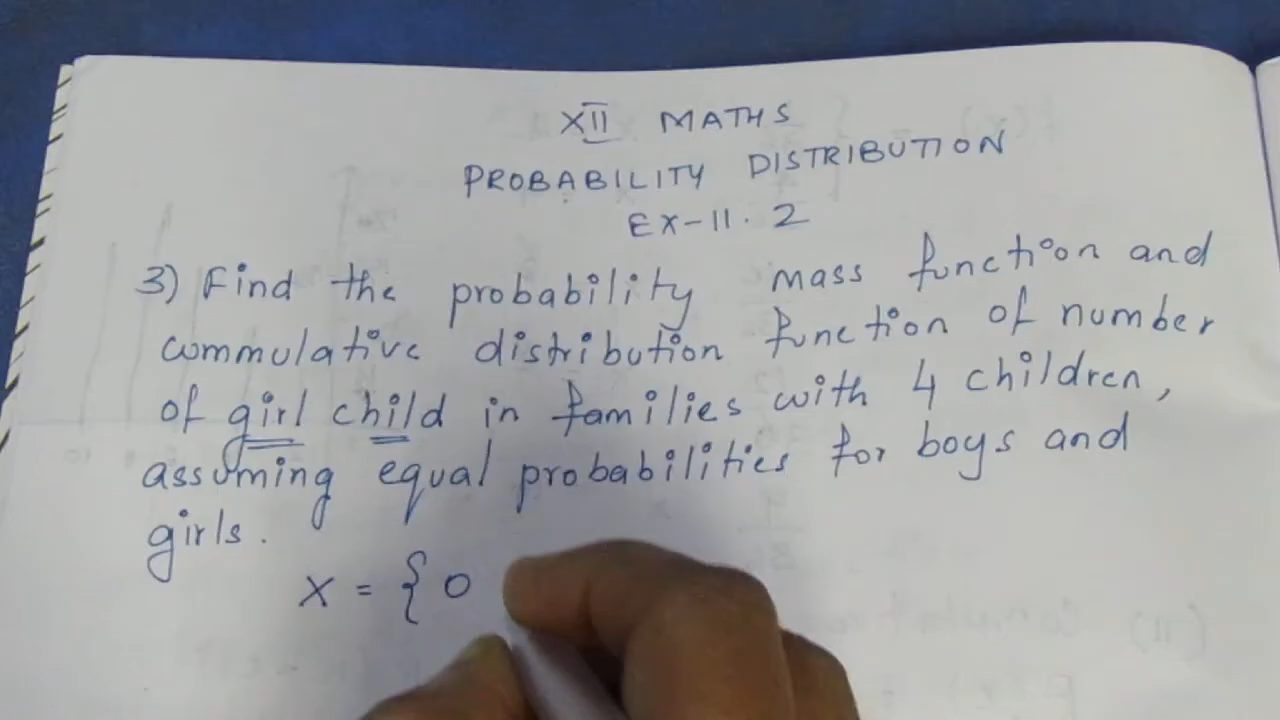 XII MATHS
PROBABILITY DISTRIBUTION
EX-11.2
3) Find the probability mass function and
commulative distribution function of number
of girl child in families with 4 children,
assuming equal probabilities for boys and
girls.
X = { 0